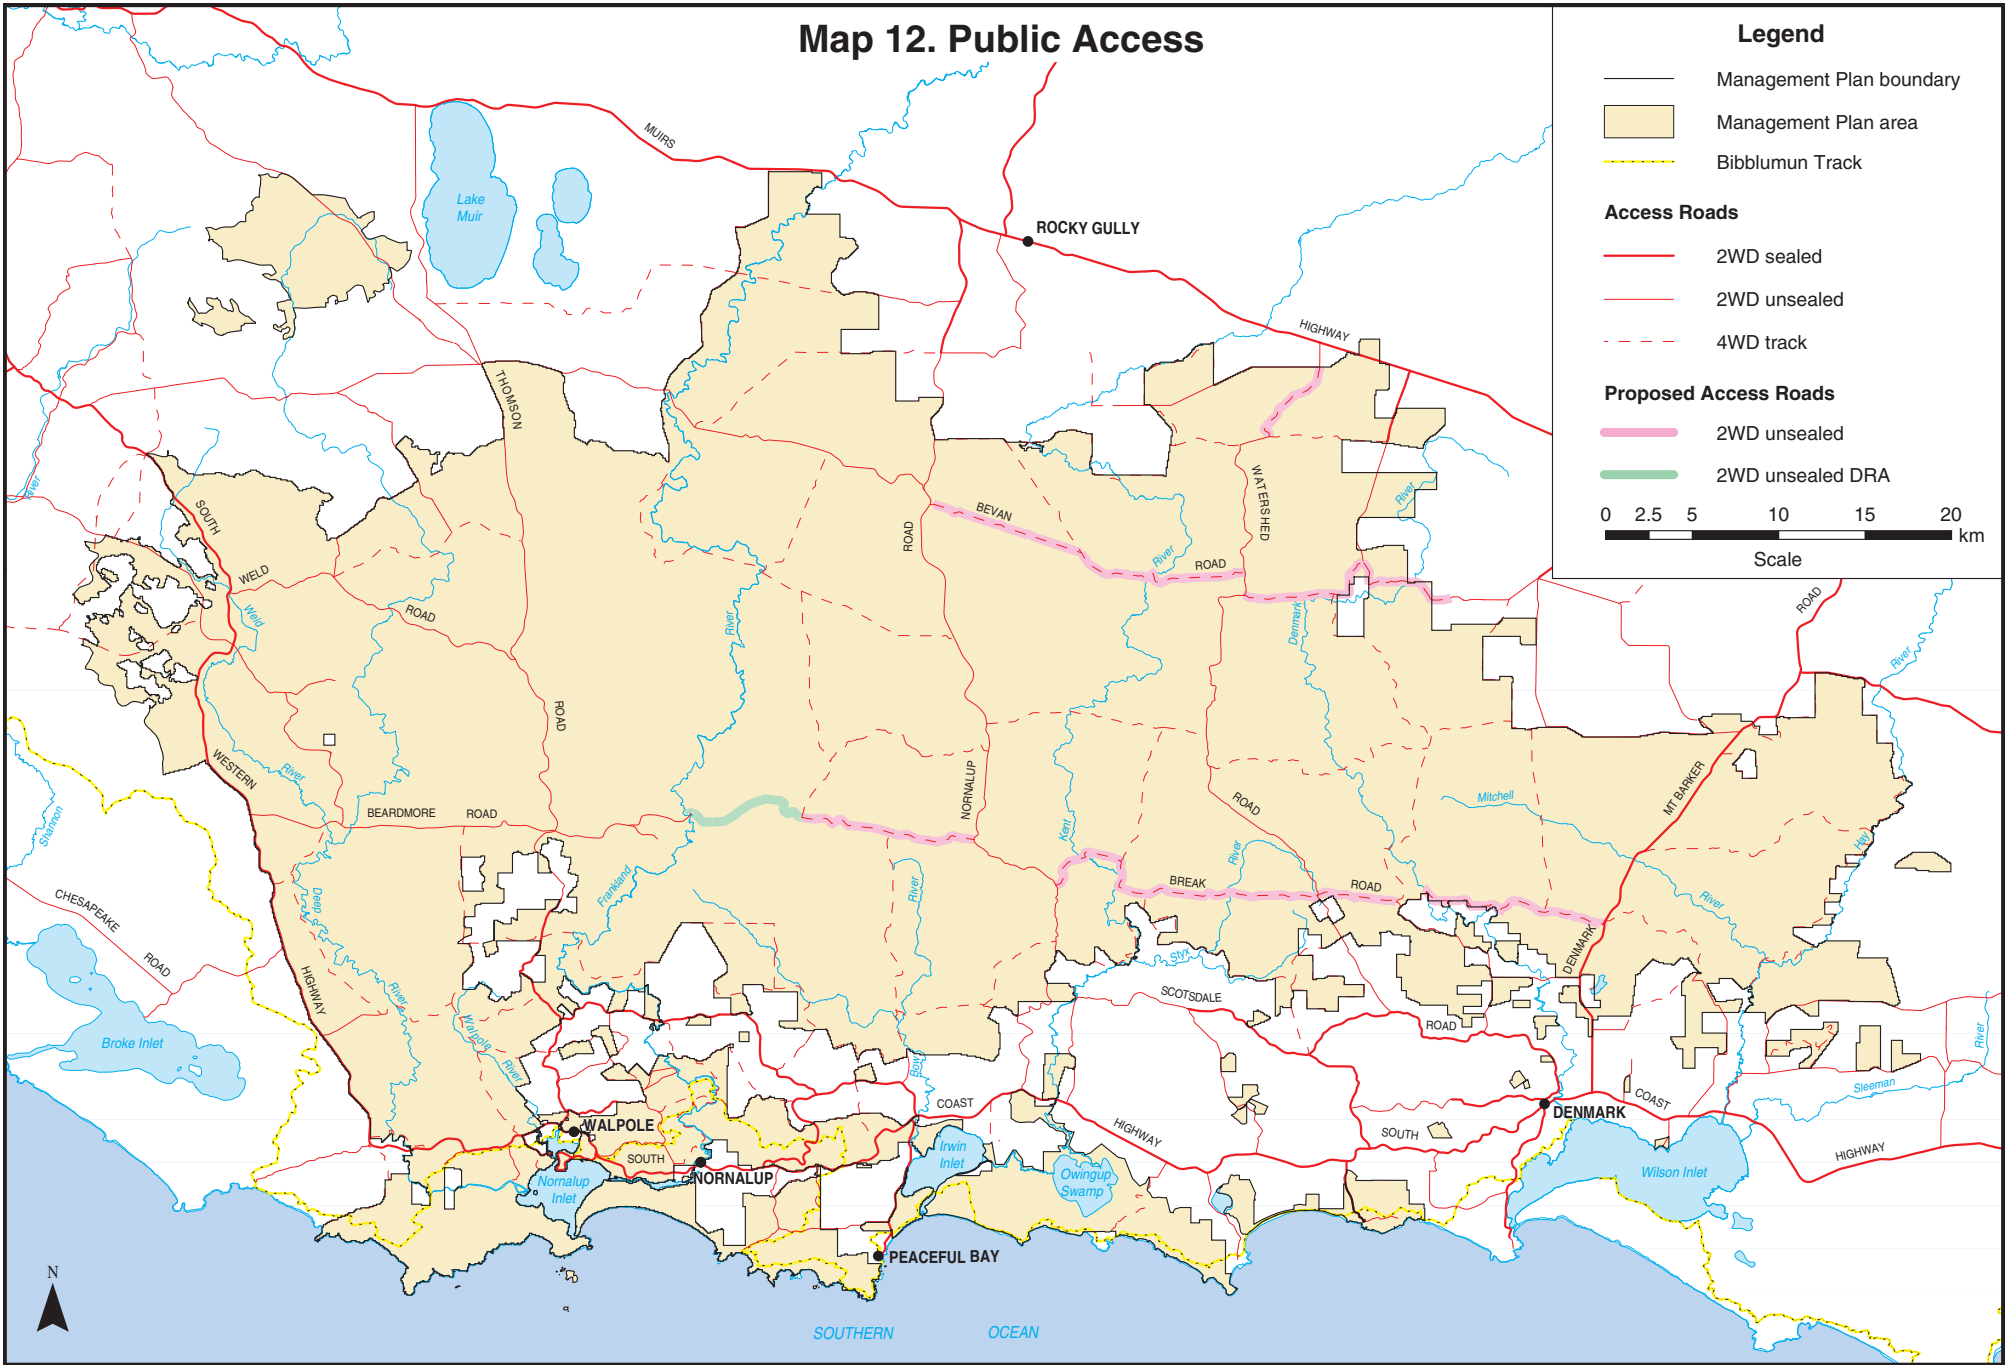 Map 12. Public Access
Legend
Management Plan boundary
Management Plan area
Bibblumun Track
Access Roads
2WD sealed
2WD unsealed
4WD track
Proposed Access Roads
2WD unsealed
2WD unsealed DRA
0 2.5 5 10 15 20 km
Scale
MUIRS
HIGHWAY
ROCKY GULLY
Lake
Muir
THOMSON
ROAD
River
SOUTH
WESTERN
HIGHWAY
WELD
ROAD
Weld
River
BEVAN
ROAD
River
WATERSHED
ROAD
River
Denmark
ROAD
NORNALUP
River
BEARDMORE ROAD
Shannon
CHESAPEAKE
ROAD
Broke Inlet
Deep
River
Frankland
River
Kent
BREAK
ROAD
River
Mitchell
River
MT BARKER
ROAD
DENMARK
River
Hay
Walpole
River
Bow
Styx
SCOTSDALE
ROAD
River
Sleeman
WALPOLE
SOUTH
NORNALUP
Nornalup
Inlet
COAST
HIGHWAY
Irwin
Inlet
Owingup
Swamp
SOUTH
DENMARK
COAST
HIGHWAY
Wilson Inlet
PEACEFUL BAY
N
SOUTHERN OCEAN